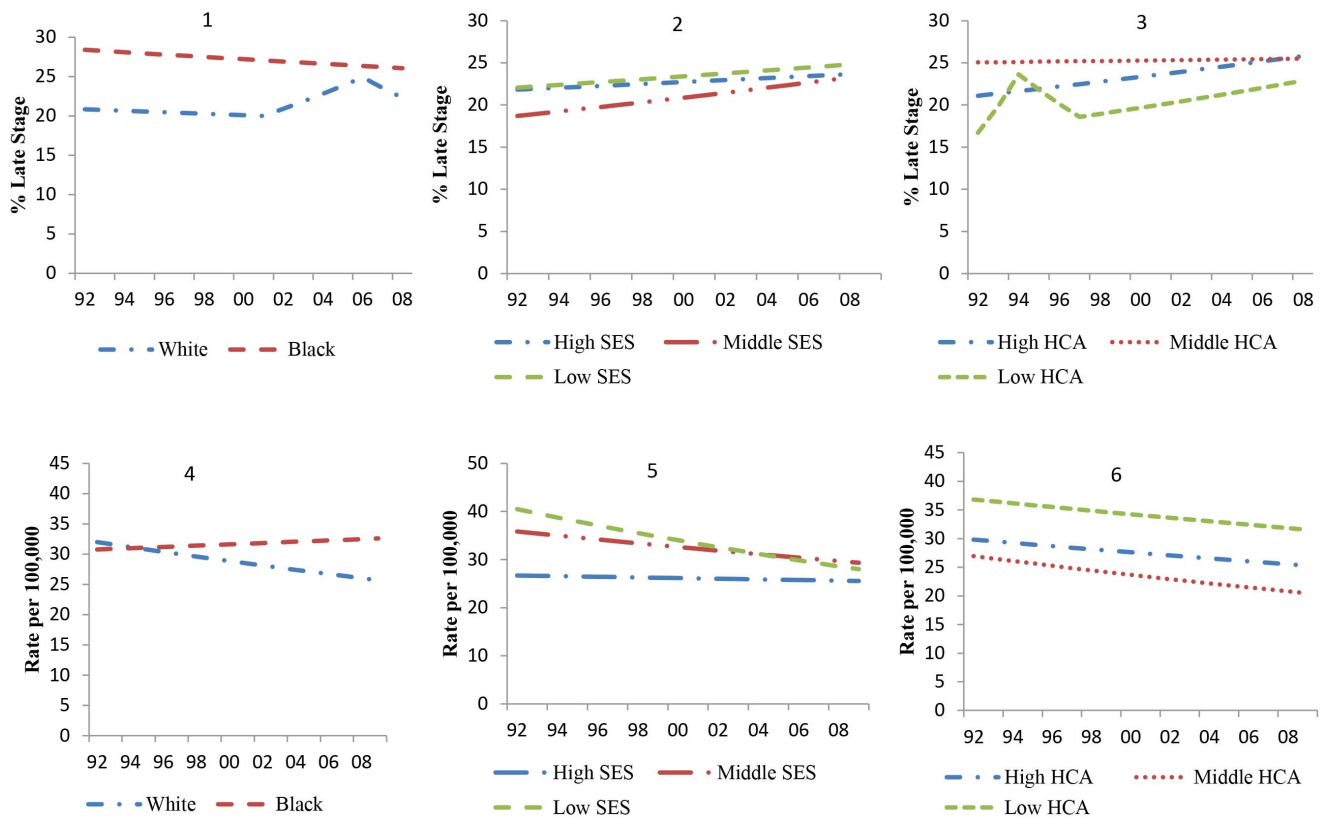 1
30
25
20
15
10
5
0
% Late Stage
92 94 96 98 00 02 04 06 08
White Black
2
30
25
20
15
10
5
0
% Late Stage
92 94 96 98 00 02 04 06 08
High SES Middle SES
Low SES
3
30
25
20
15
10
5
0
% Late Stage
92 94 96 98 00 02 04 06 08
High HCA Middle HCA
Low HCA
4
45
40
35
30
25
20
15
10
5
0
Rate per 100,000
92 94 96 98 00 02 04 06 08
White Black
5
50
40
30
20
10
0
Rate per 100,000
92 94 96 98 00 02 04 06 08
High SES Middle SES
Low SES
6
45
40
35
30
25
20
15
10
5
0
Rate per 100,000
92 94 96 98 00 02 04 06 08
High HCA Middle HCA
Low HCA